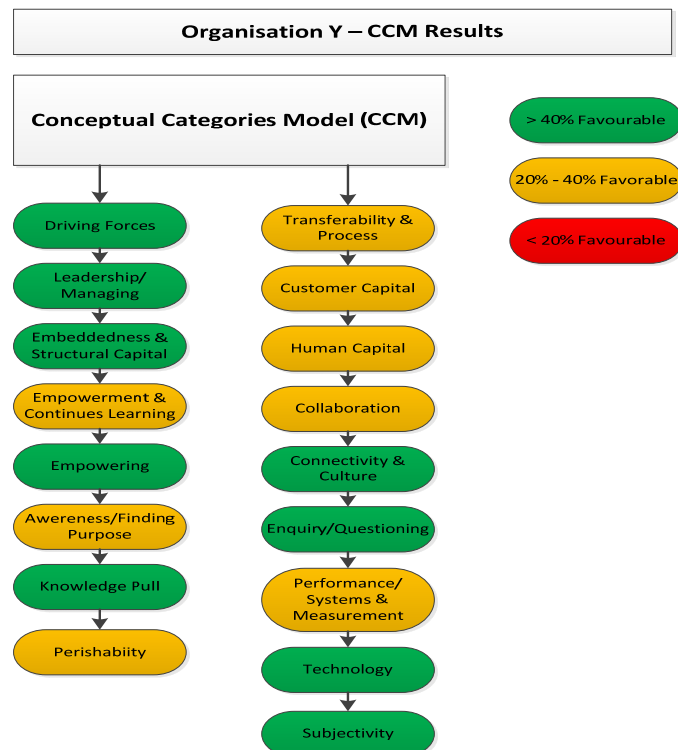 Organisation Y – CCM Results
Conceptual Categories Model (CCM)
> 40% Favourable
20% - 40% Favorable
< 20% Favourable
Driving Forces
Leadership/
Managing
Embeddedness &
Structural Capital
Empowerment &
Continues Learning
Empowering
Awereness/Finding
Purpose
Knowledge Pull
Perishabiity
Transferability &
Process
Customer Capital
Human Capital
Collaboration
Connectivity &
Culture
Enquiry/Questioning
Performance/
Systems &
Measurement
Technology
Subjectivity